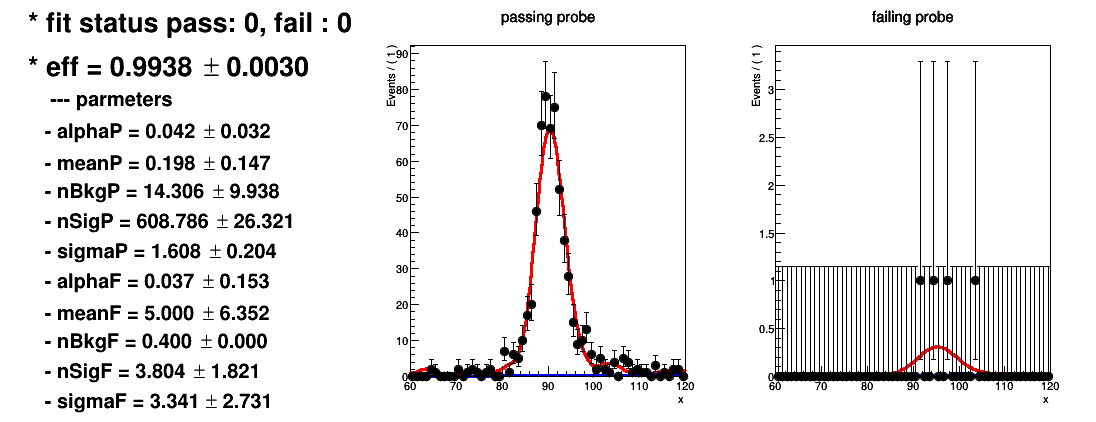 * fit status pass: 0, fail : 0
* eff = 0.9938 ± 0.0030
--- parmeters
- alphaP = 0.042 ± 0.032
- meanP = 0.198 ± 0.147
- nBkgP = 14.306 ± 9.938
- nSigP = 608.786 ± 26.321
- sigmaP = 1.608 ± 0.204
- alphaF = 0.037 ± 0.153
- meanF = 5.000 ± 6.352
- nBkgF = 0.400 ± 0.000
- nSigF = 3.804 ± 1.821
- sigmaF = 3.341 ± 2.731
passing probe
Events / ( 1 )
90
80
70
60
50
40
30
20
10
0
60 70 80 90 100 110 120
x
failing probe
Events / ( 1 )
3
2.5
2
1.5
1
0.5
0
60 70 80 90 100 110 120
x